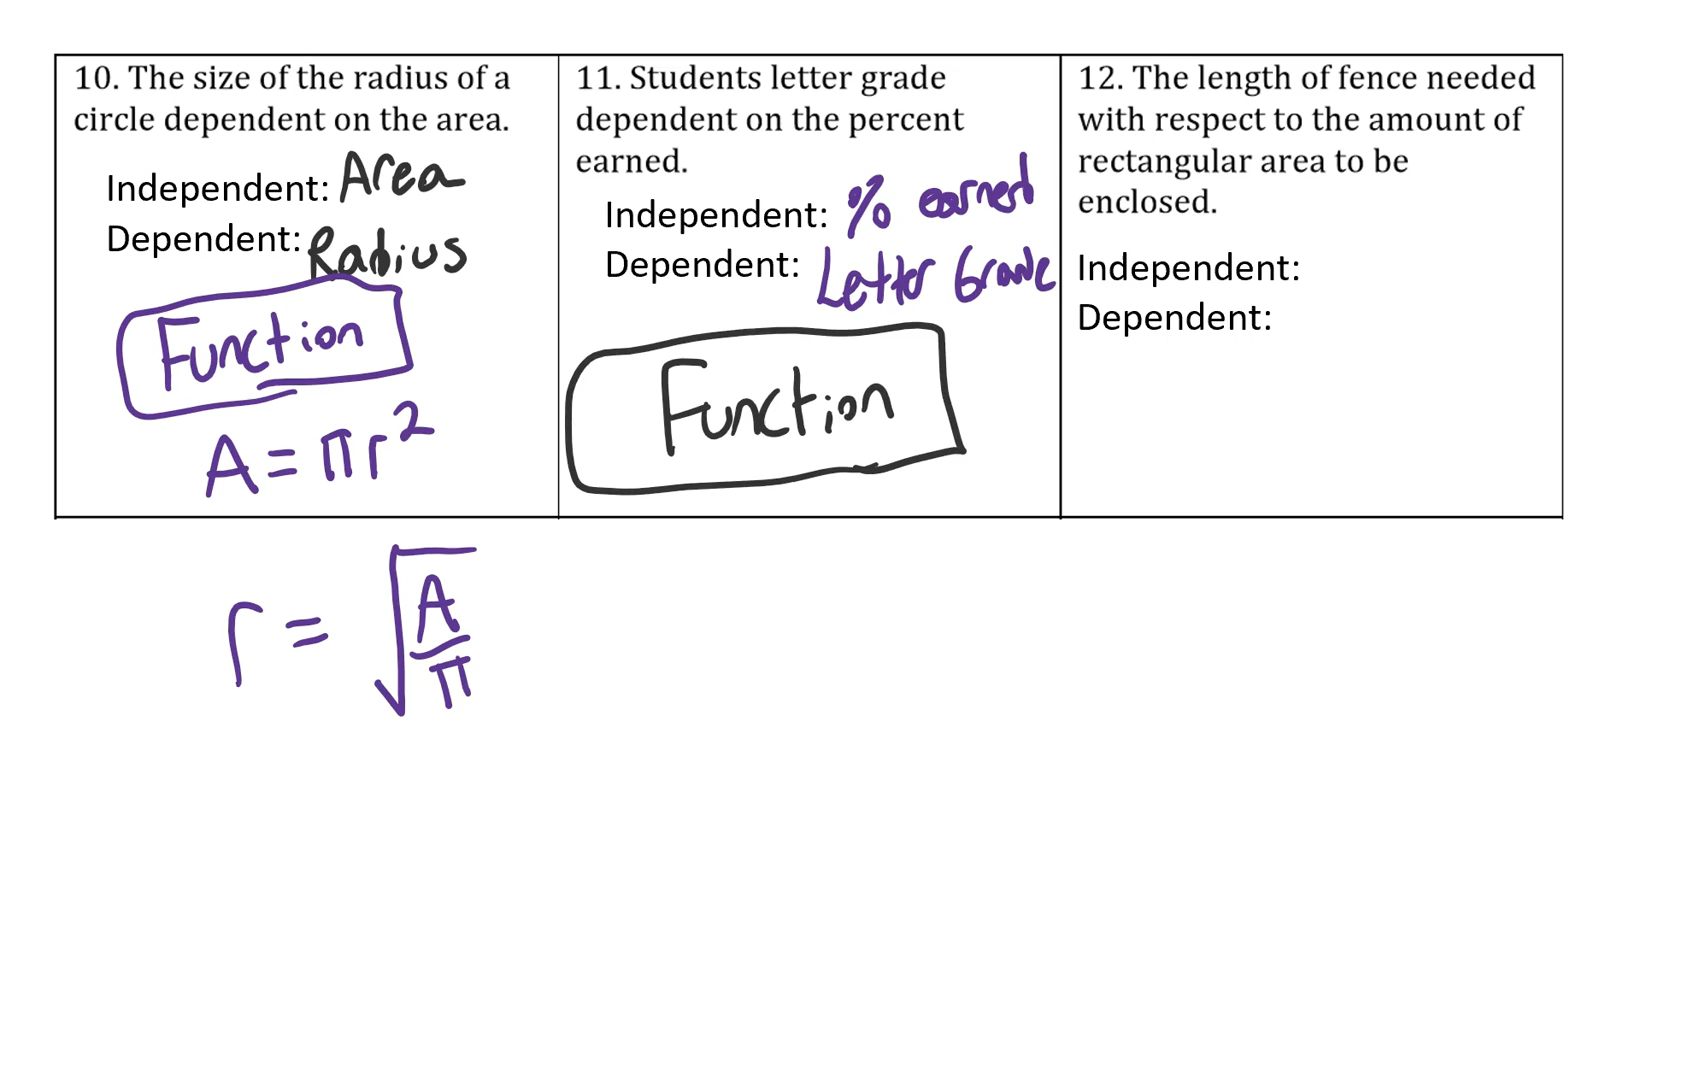 10. The size of the radius of a
circle dependent on the area.
Independent: Area
Dependent: Radius
Function
A = πr²
r = √(A/π)
11. Students letter grade
dependent on the percent
earned.
Independent: % earned
Dependent: Letter Grade
Function
12. The length of fence needed
with respect to the amount of
rectangular area to be
enclosed.
Independent:
Dependent: